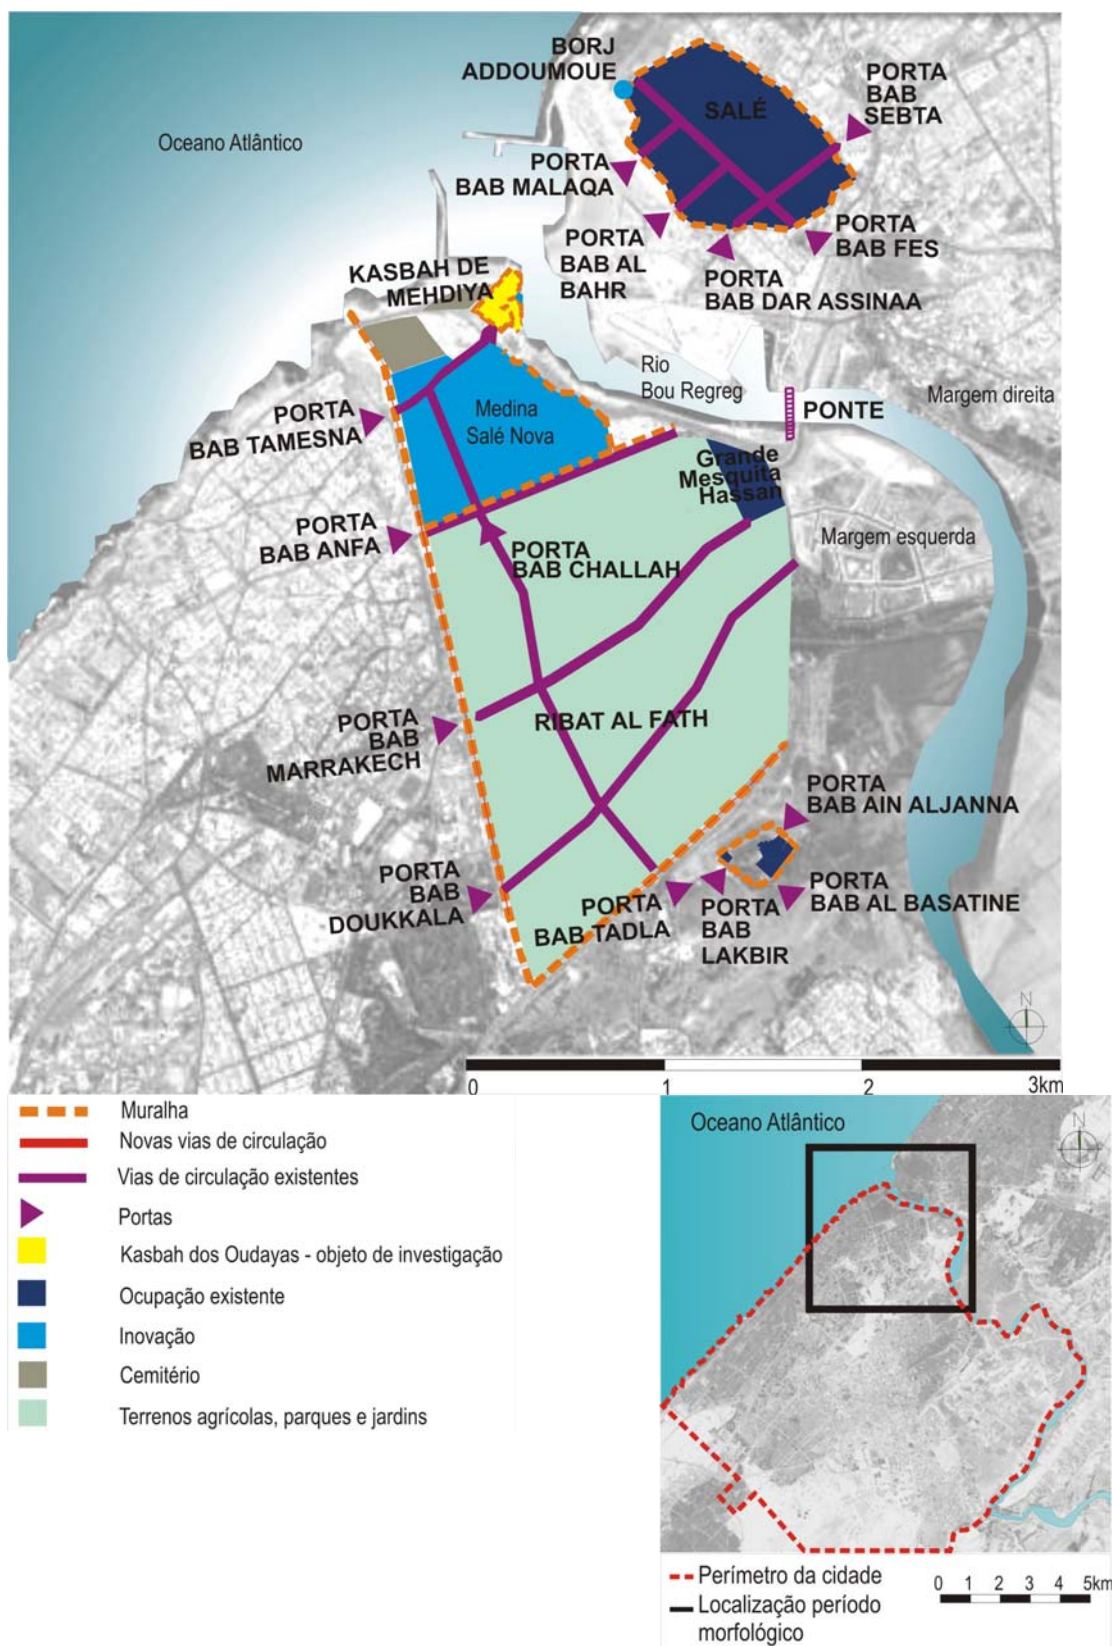 BORJ
ADDOUMOUE
PORTA
BAB
SEBTA
SALÉ
Oceano Atlântico
PORTA
BAB MALAQA
PORTA
BAB AL
BAHR
PORTA
BAB FES
PORTA
BAB DAR ASSINAA
KASBAH DE
MEHDIYA
Rio
Bou Regreg
Margem direita
PONTE
PORTA
BAB TAMESNA
Medina
Salé Nova
Grande
Mesquita
Hassan
PORTA
BAB ANFA
PORTA
BAB CHALLAH
Margem esquerda
PORTA
BAB
MARRAKECH
RIBAT AL FATH
PORTA
BAB AIN ALJANNA
PORTA
BAB
DOUKKALA
PORTA
BAB TADLA
PORTA
BAB
LAKBIR
PORTA
BAB AL BASATINE
N
0 1 2 3km
Muralha
Novas vias de circulação
Vias de circulação existentes
Portas
Kasbah dos Oudayas - objeto de investigação
Ocupação existente
Inovação
Cemitério
Terrenos agrícolas, parques e jardins
Oceano Atlântico
N
Perímetro da cidade
Localização período
morfológico
0 1 2 3 4 5km